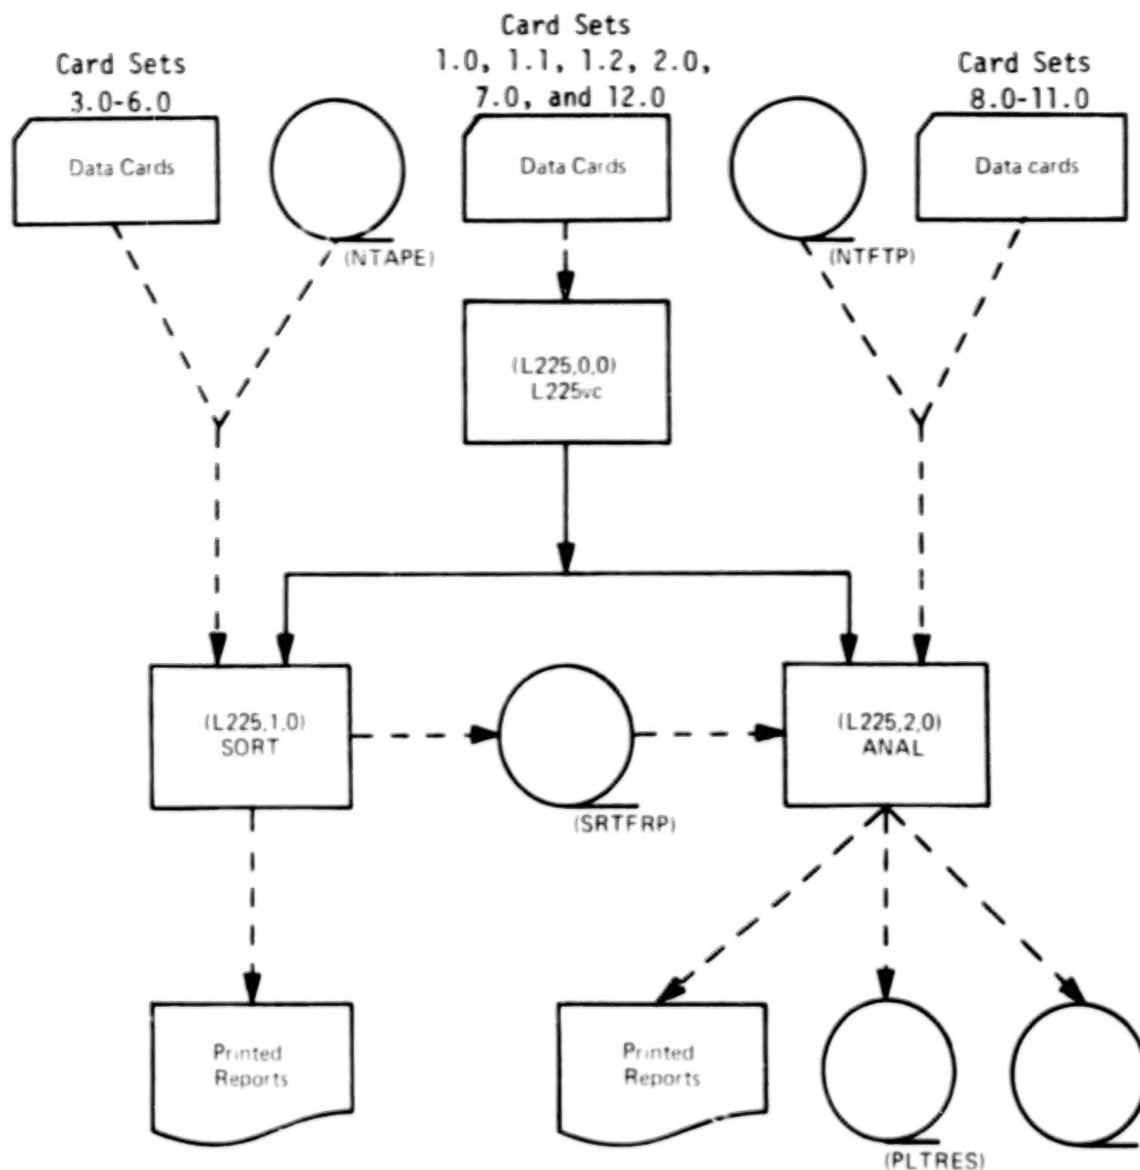 Card Sets
3.0-6.0
Card Sets
1.0, 1.1, 1.2, 2.0,
7.0, and 12.0
Card Sets
8.0-11.0
Data Cards
Data Cards
Data cards
(NTAPE)
(NTFTP)
(L225,0,0)
L225vc
(L225,1,0)
SORT
(L225,2,0)
ANAL
(SRTFRP)
Printed
Reports
Printed
Reports
(PLTRES)